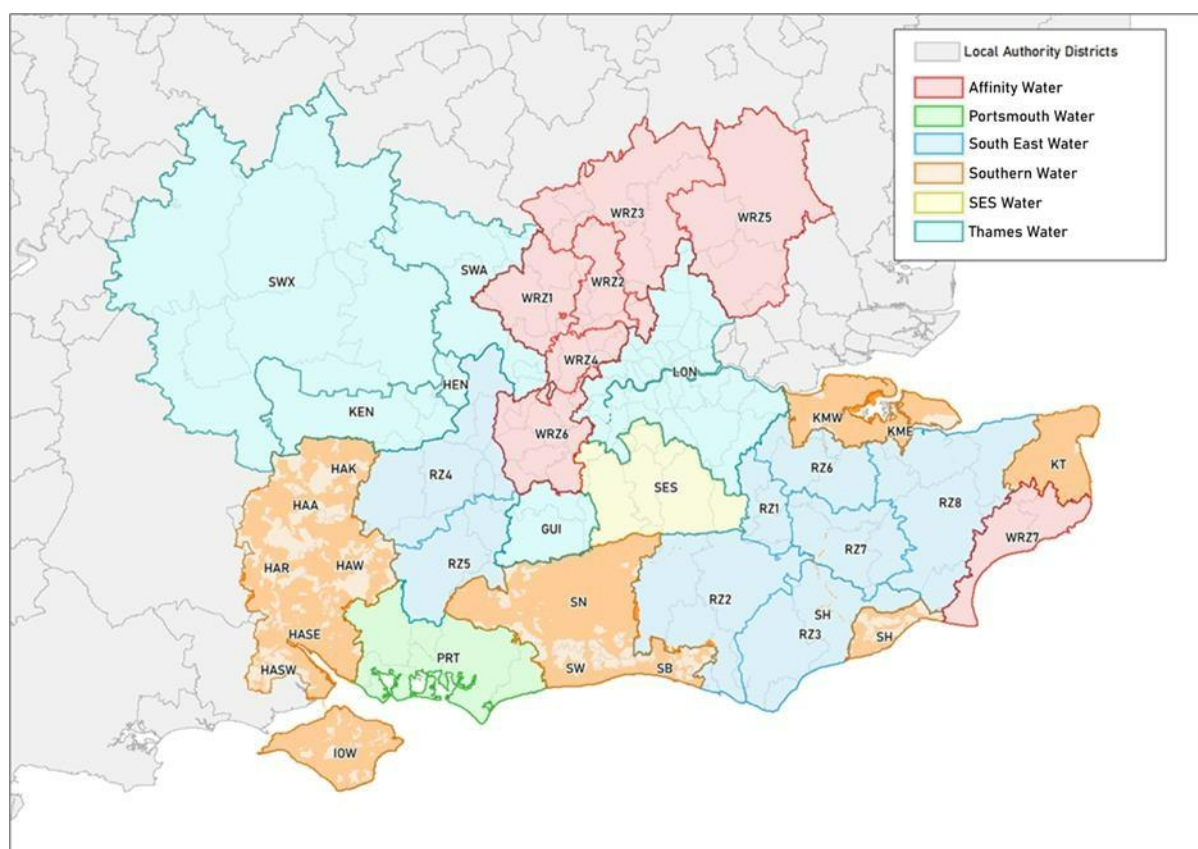 Local Authority Districts
Affinity Water
Portsmouth Water
South East Water
Southern Water
SES Water
Thames Water
WRZ3
WRZ5
SWA
SWX
WRZ1
WRZ2
WRZ4
LON
HEN
KEN
KMW
KME
WRZ6
HAK
RZ4
RZ6
KT
SES
RZ8
HAA
RZ1
GUI
WRZ7
RZ7
HAR
HAW
RZ5
SN
RZ2
SH
RZ3
SH
HASE
PRT
HASW
SW
SB
IOW